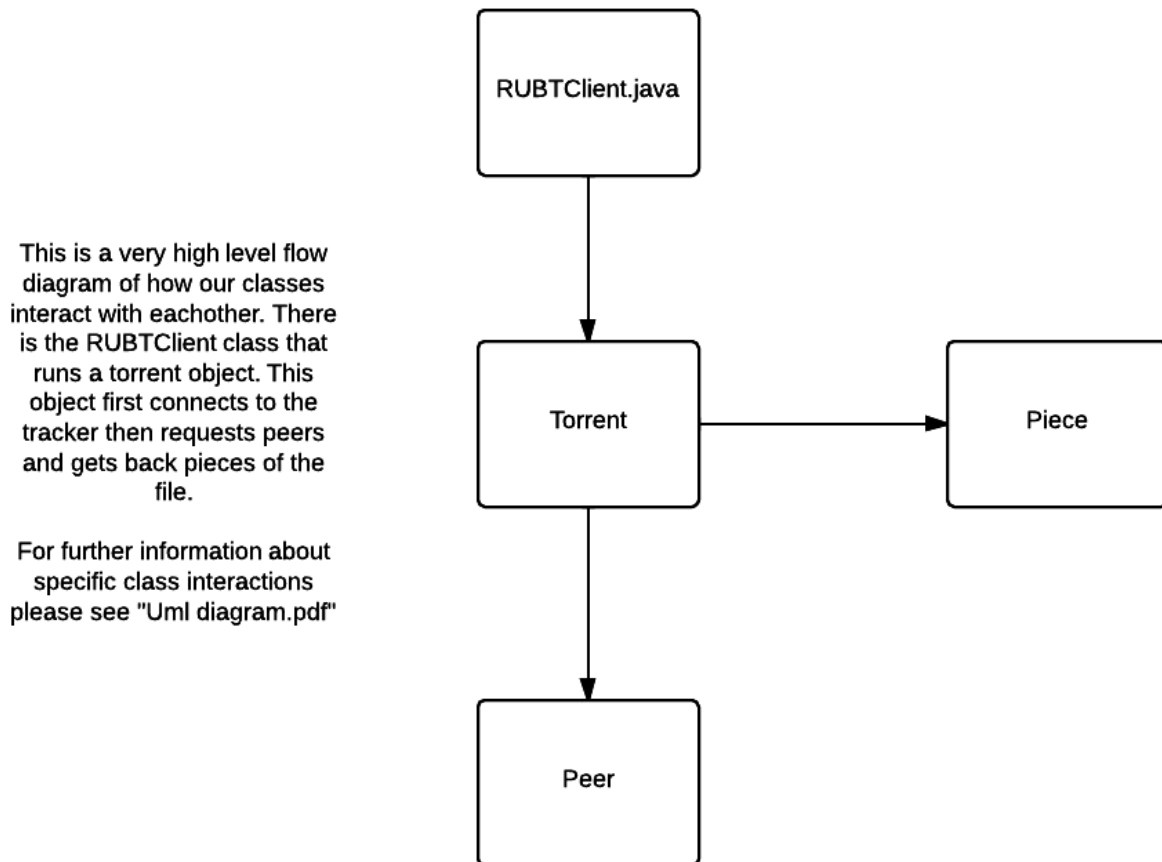 RUBTClient.java
This is a very high level flow
diagram of how our classes
interact with eachother. There
is the RUBTClient class that
runs a torrent object. This
object first connects to the
tracker then requests peers
and gets back pieces of the
file.
For further information about
specific class interactions
please see "Uml diagram.pdf"
Torrent
Piece
Peer